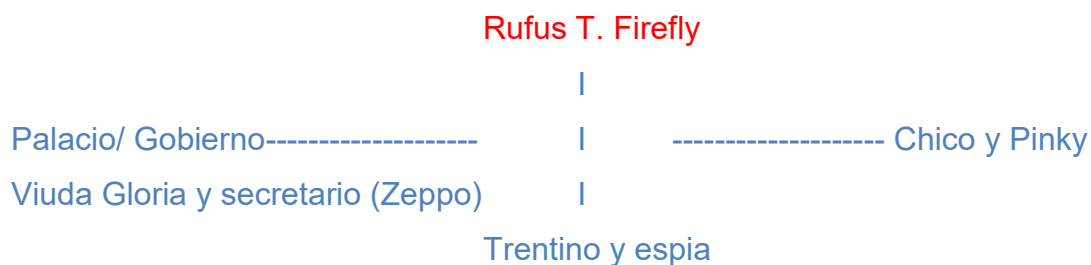 Rufus T. Firefly
I
Palacio/ Gobierno-------------------- I -------------------- Chico y Pinky
Viuda Gloria y secretario (Zeppo) I
Trentino y espia